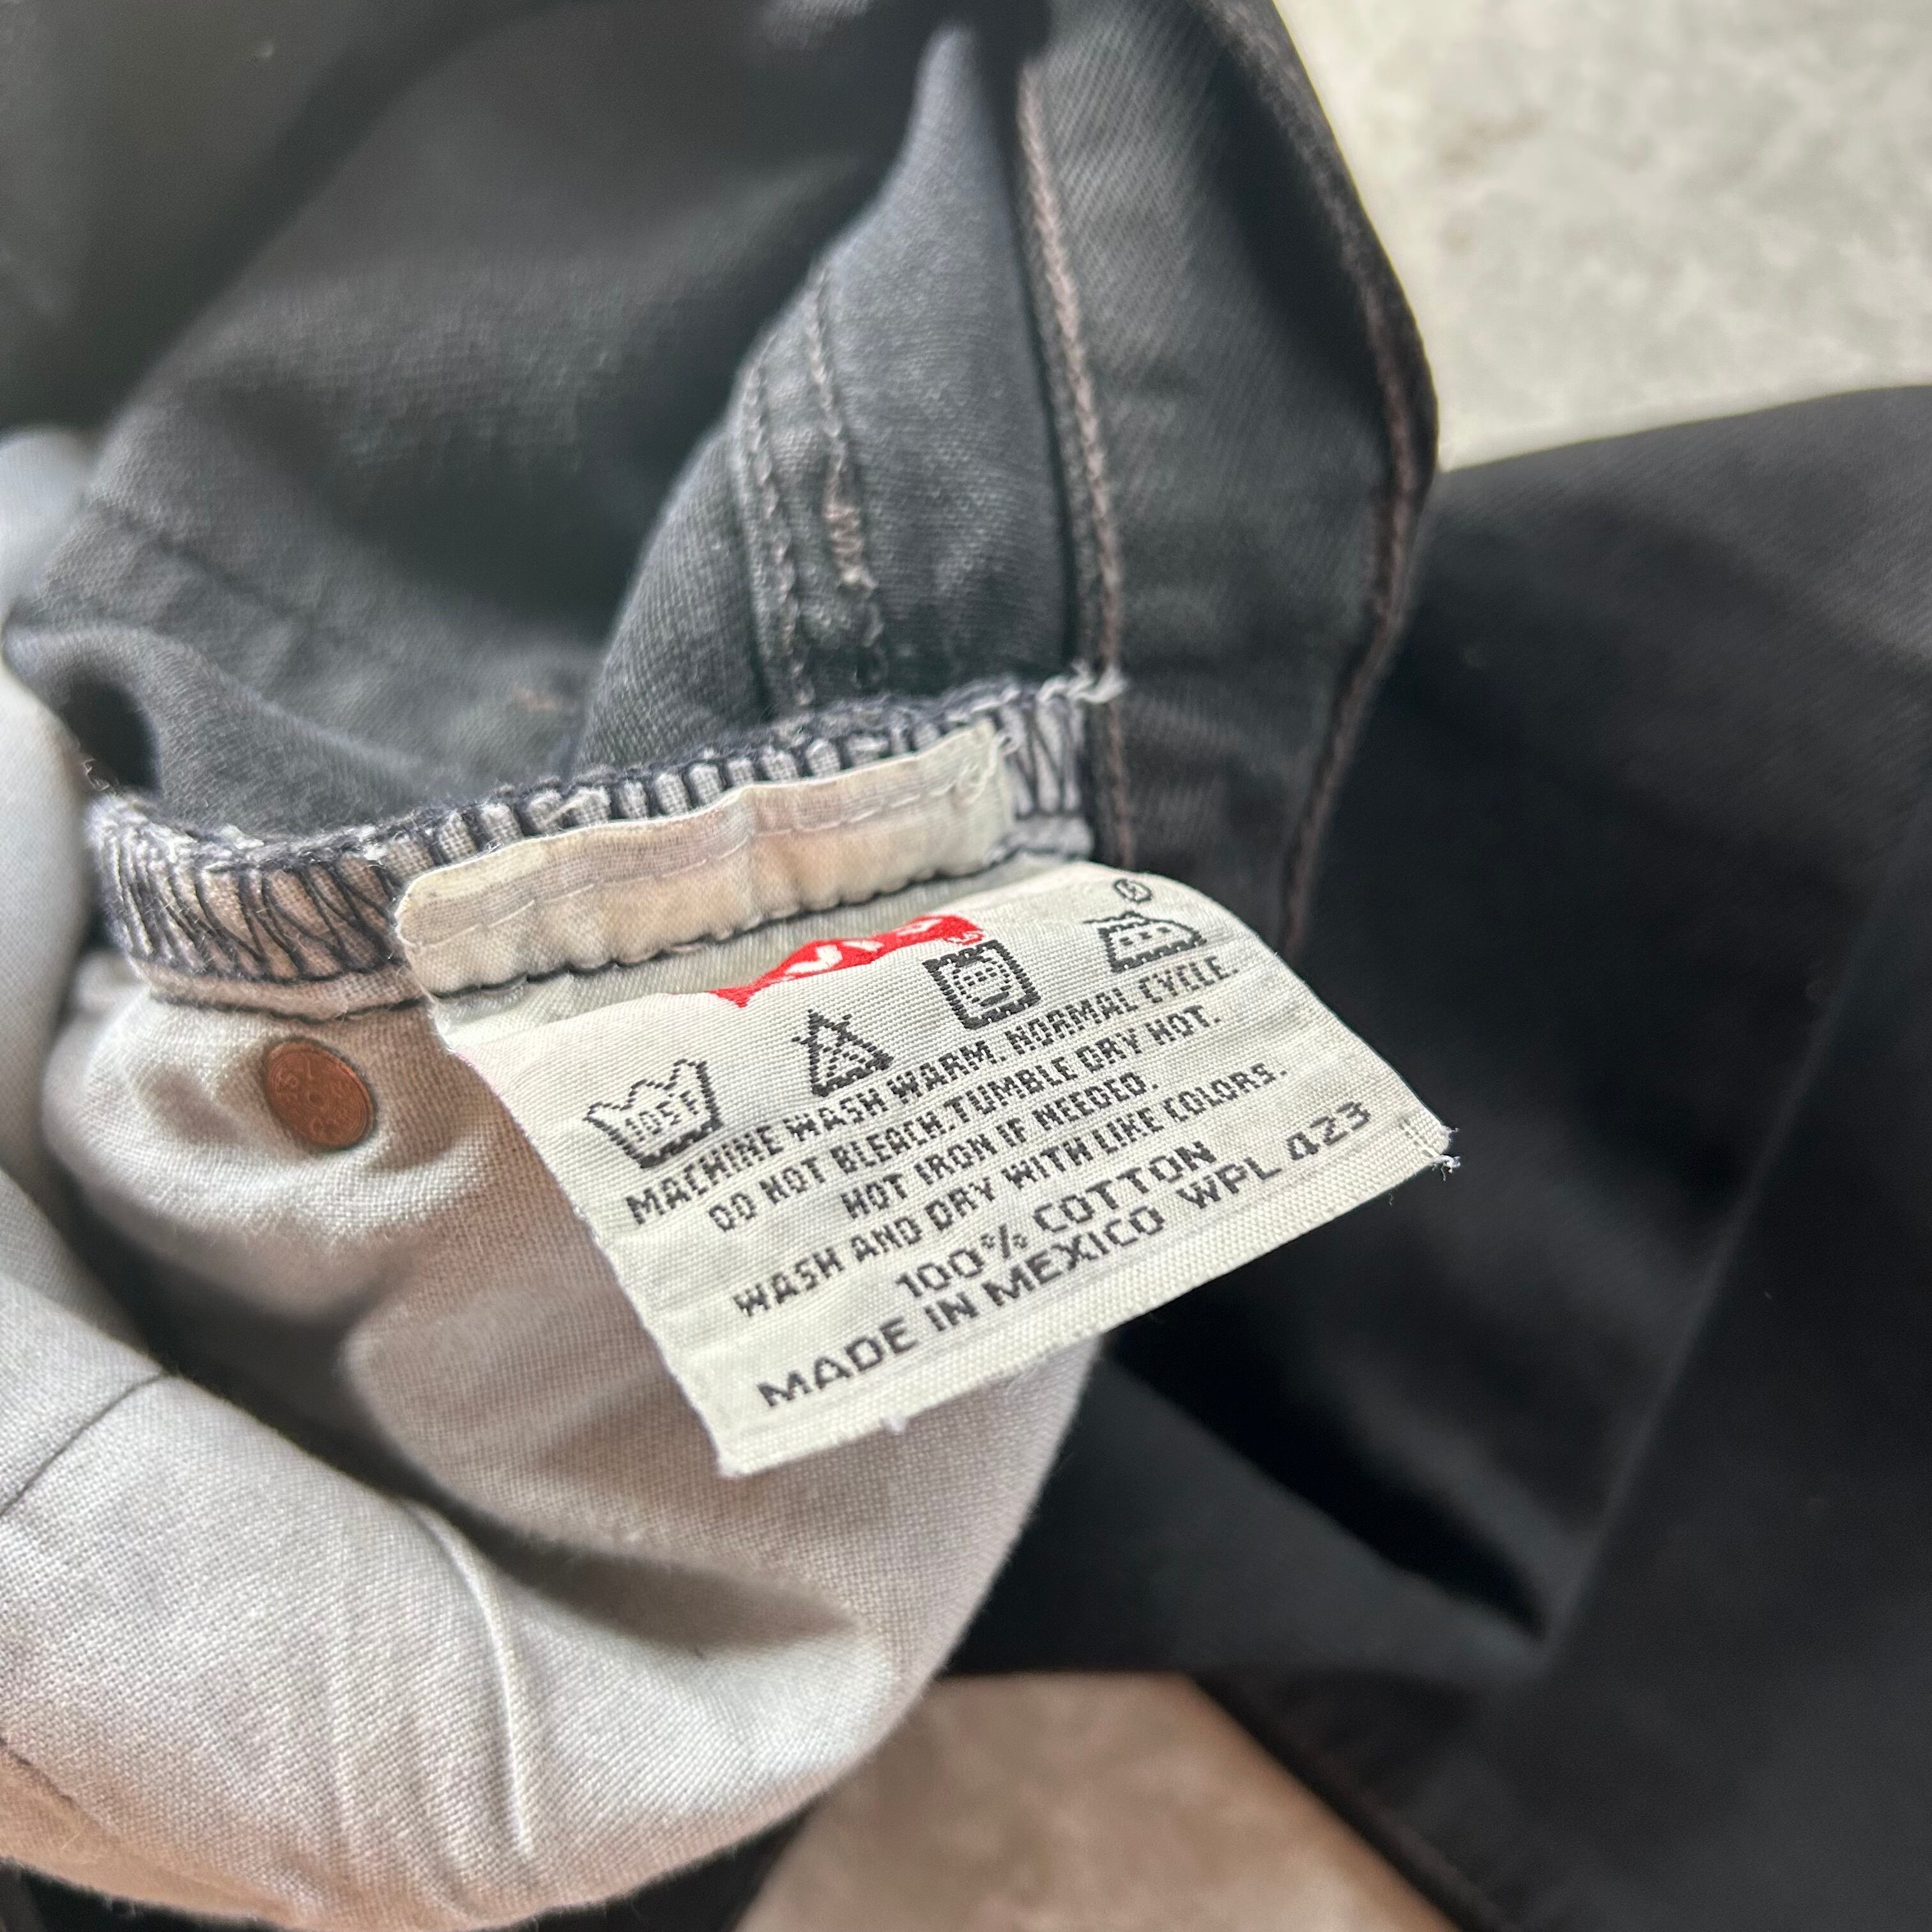 ®
105F
MACHINE WASH WARM. NORMAL CYCLE.
DO NOT BLEACH.TUMBLE DRY HOT.
HOT IRON IF NEEDED.
WASH AND DRY WITH LIKE COLORS.
100% COTTON
MADE IN MEXICO WPL 423